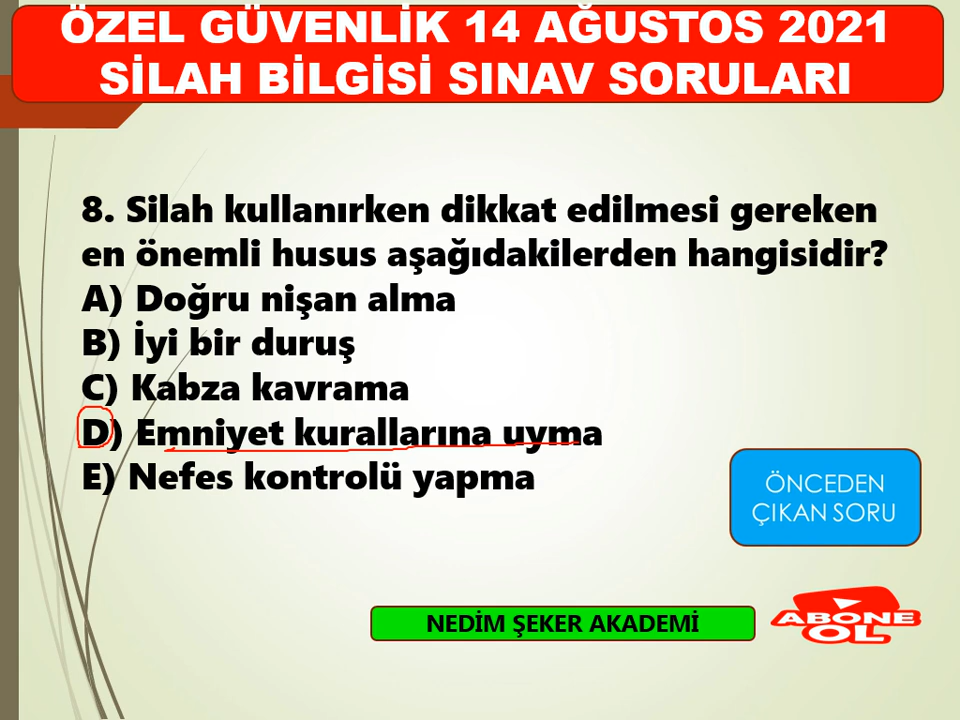 ÖZEL GÜVENLİK 14 AĞUSTOS 2021
SİLAH BİLGİSİ SINAV SORULARI
8. Silah kullanırken dikkat edilmesi gereken
en önemli husus aşağıdakilerden hangisidir?
A) Doğru nişan alma
B) İyi bir duruş
C) Kabza kavrama
D) Emniyet kurallarına uyma
E) Nefes kontrolü yapma
ÖNCEDEN
ÇIKAN SORU
NEDİM ŞEKER AKADEMİ
ABONE
OL